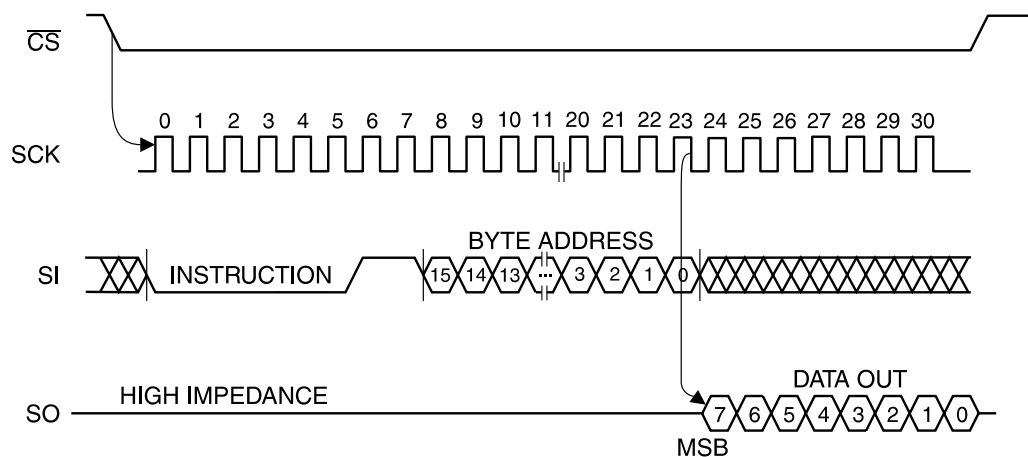 CS
0 1 2 3 4 5 6 7 8 9 10 11 20 21 22 23 24 25 26 27 28 29 30
SCK
BYTE ADDRESS
SI INSTRUCTION 15 14 13 ... 3 2 1 0
HIGH IMPEDANCE DATA OUT
SO 7 6 5 4 3 2 1 0
MSB